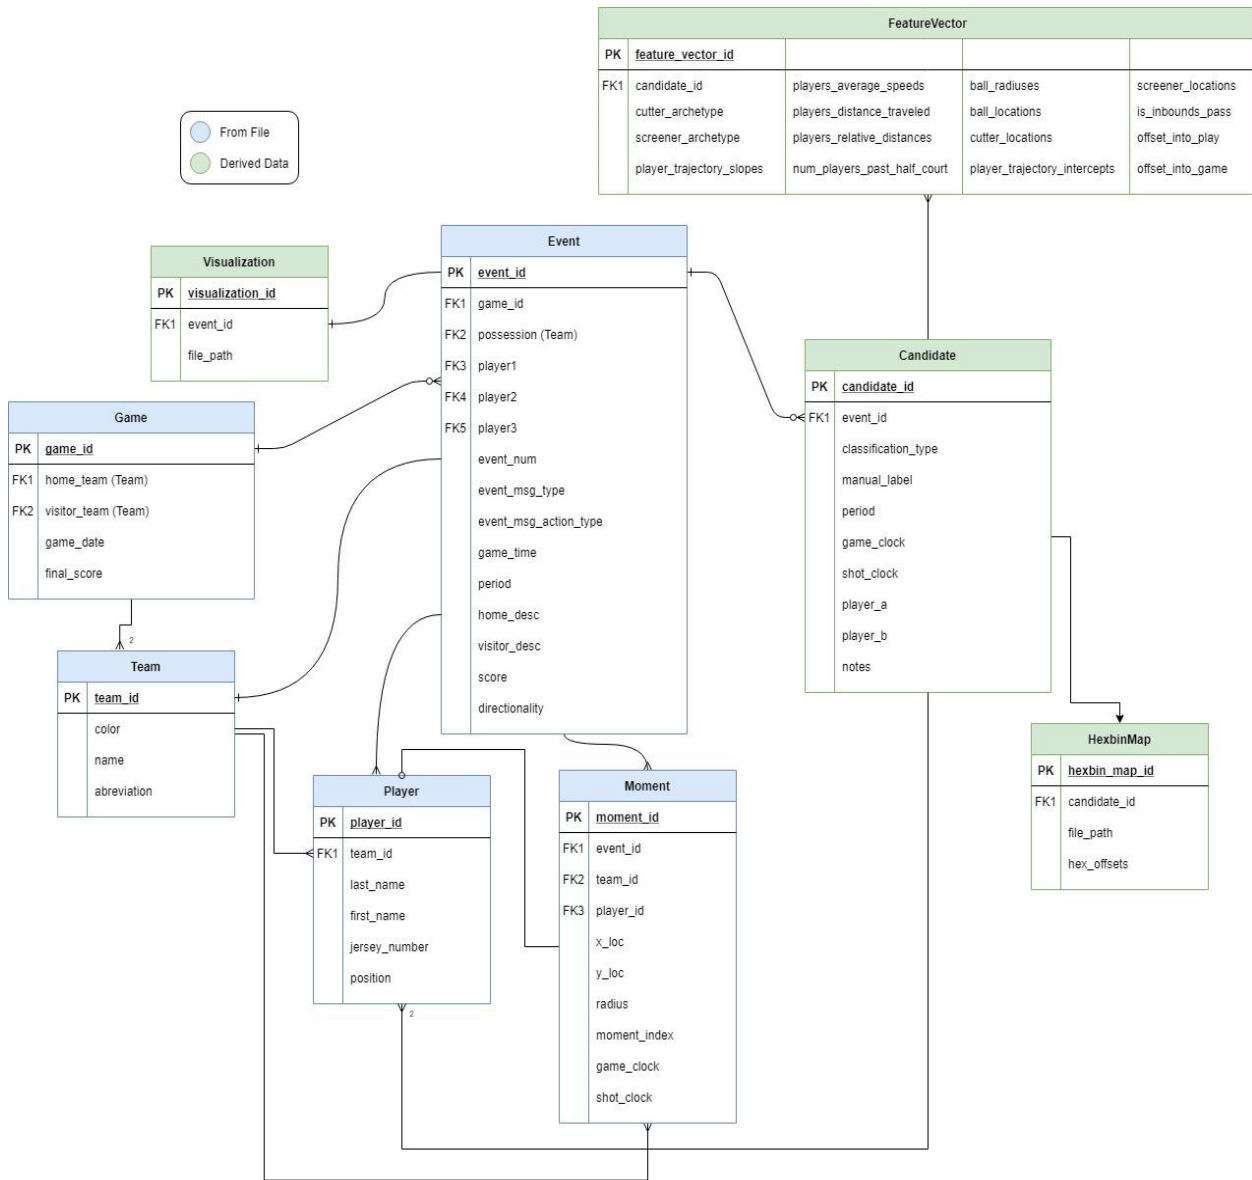 FeatureVector
PK feature_vector_id
FK1 candidate_id players_average_speeds ball_radiuses screener_locations
cutter_archetype players_distance_traveled ball_locations is_inbounds_pass
screener_archetype players_relative_distances cutter_locations offset_into_play
player_trajectory_slopes num_players_past_half_court player_trajectory_intercepts offset_into_game
From File
Derived Data
Visualization
PK visualization_id
FK1 event_id
file_path
Event
PK event_id
FK1 game_id
FK2 possession (Team)
FK3 player1
FK4 player2
FK5 player3
event_num
event_msg_type
event_msg_action_type
game_time
period
home_desc
visitor_desc
score
directionality
Candidate
PK candidate_id
FK1 event_id
classification_type
manual_label
period
game_clock
shot_clock
player_a
player_b
notes
Game
PK game_id
FK1 home_team (Team)
FK2 visitor_team (Team)
game_date
final_score
2
Team
PK team_id
color
name
abreviation
Player
PK player_id
FK1 team_id
last_name
first_name
jersey_number
position
2
Moment
PK moment_id
FK1 event_id
FK2 team_id
FK3 player_id
x_loc
y_loc
radius
moment_index
game_clock
shot_clock
HexbinMap
PK hexbin_map_id
FK1 candidate_id
file_path
hex_offsets